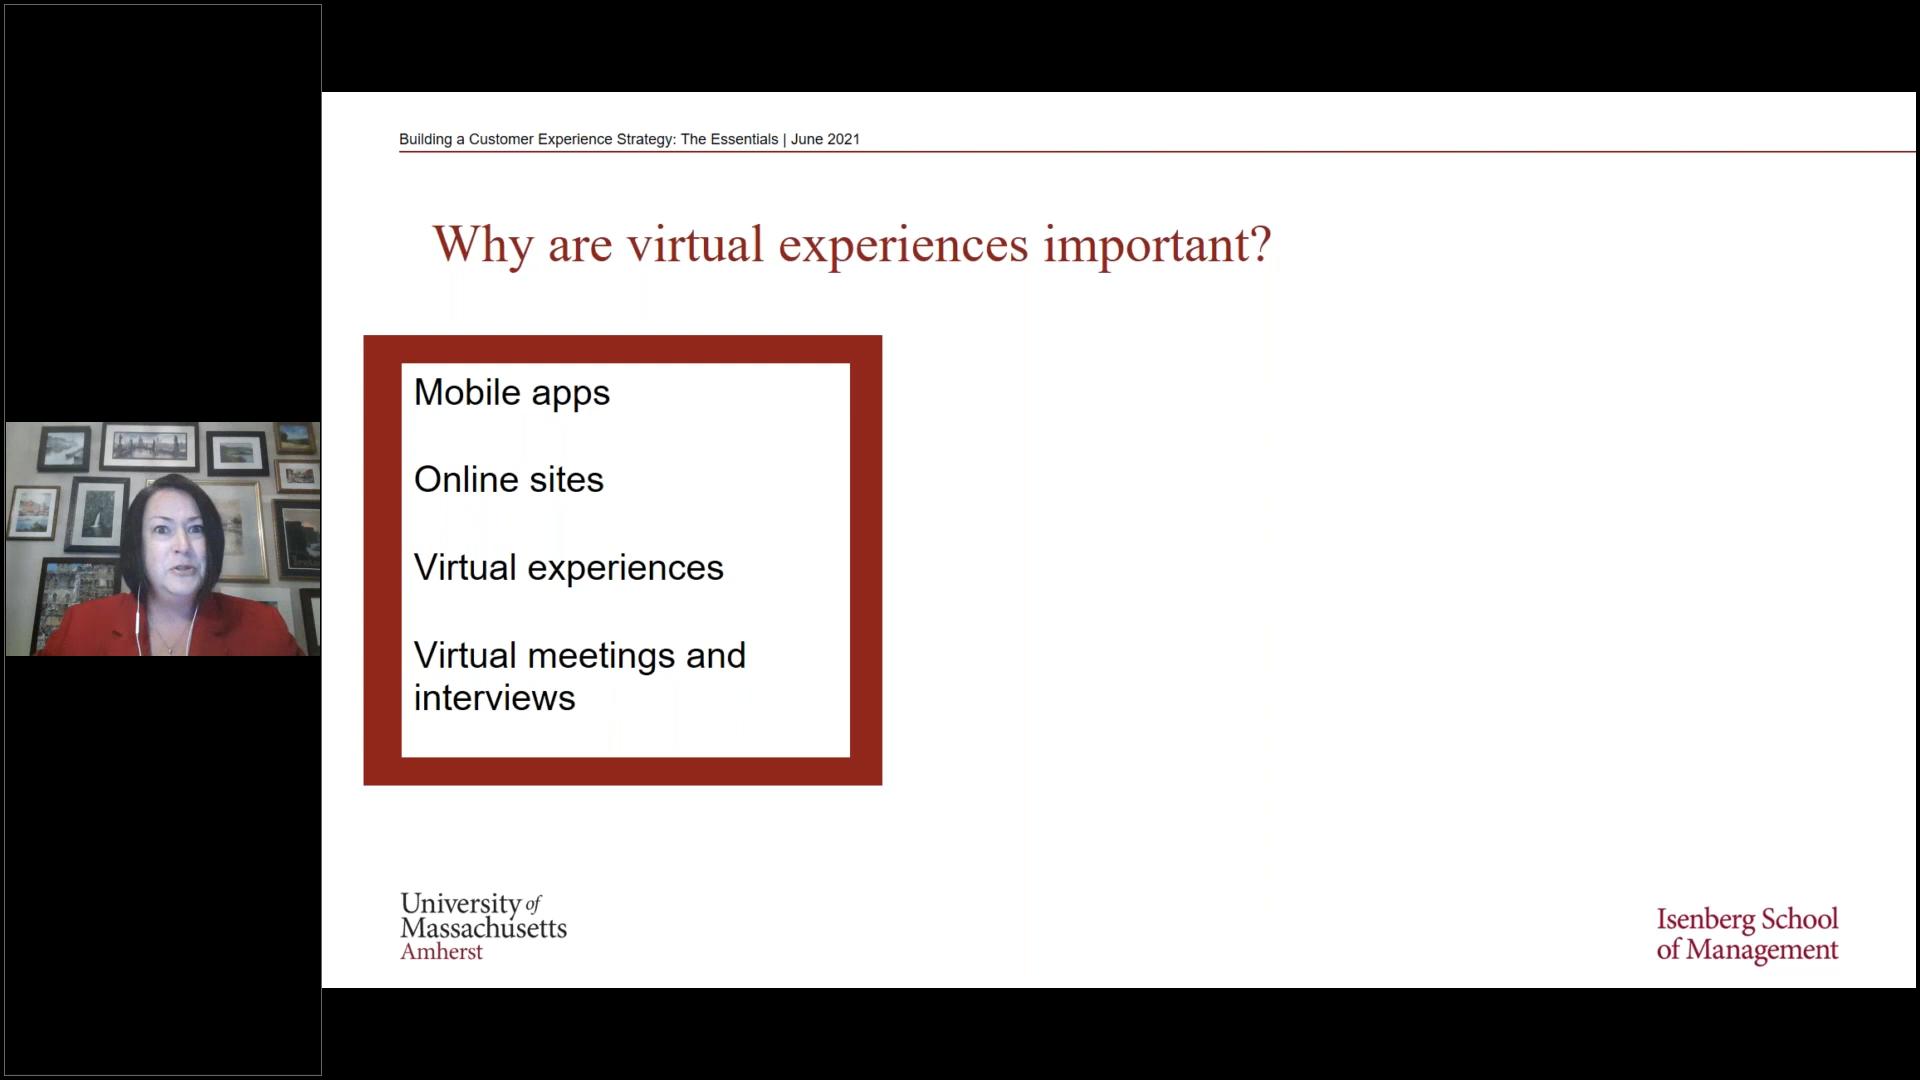 Building a Customer Experience Strategy: The Essentials | June 2021
Why are virtual experiences important?
Mobile apps
Online sites
Virtual experiences
Virtual meetings and
interviews
University of
Massachusetts
Amherst
Isenberg School
of Management